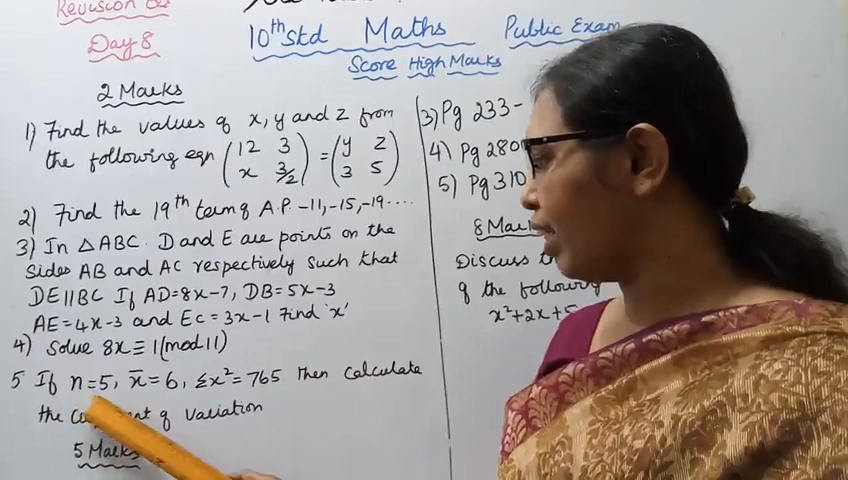 Revision
Day 8
10th Std Maths Public Exam
Score High Marks
2 Marks
1) Find the values of x, y and z from
the following eqn (12 3 = (y z
x 3/2) 3 5)
2) Find the 19th term of A.P. -11, -15, -19 ....
3) In △ABC. D and E are points on the
sides AB and AC respectively such that
DE||BC If AD=8x-7, DB=5x-3
AE=4x-3 and EC=3x-1 Find 'x'
4) Solve 8x≡1(mod 11)
5 If n=5, x̄=6, Σx²=765 then calculate
the of variation
5 Marks
3) Pg 233-
4) Pg 280
5) Pg 310
8 Mar
Discuss
of the following
x²+2x+5